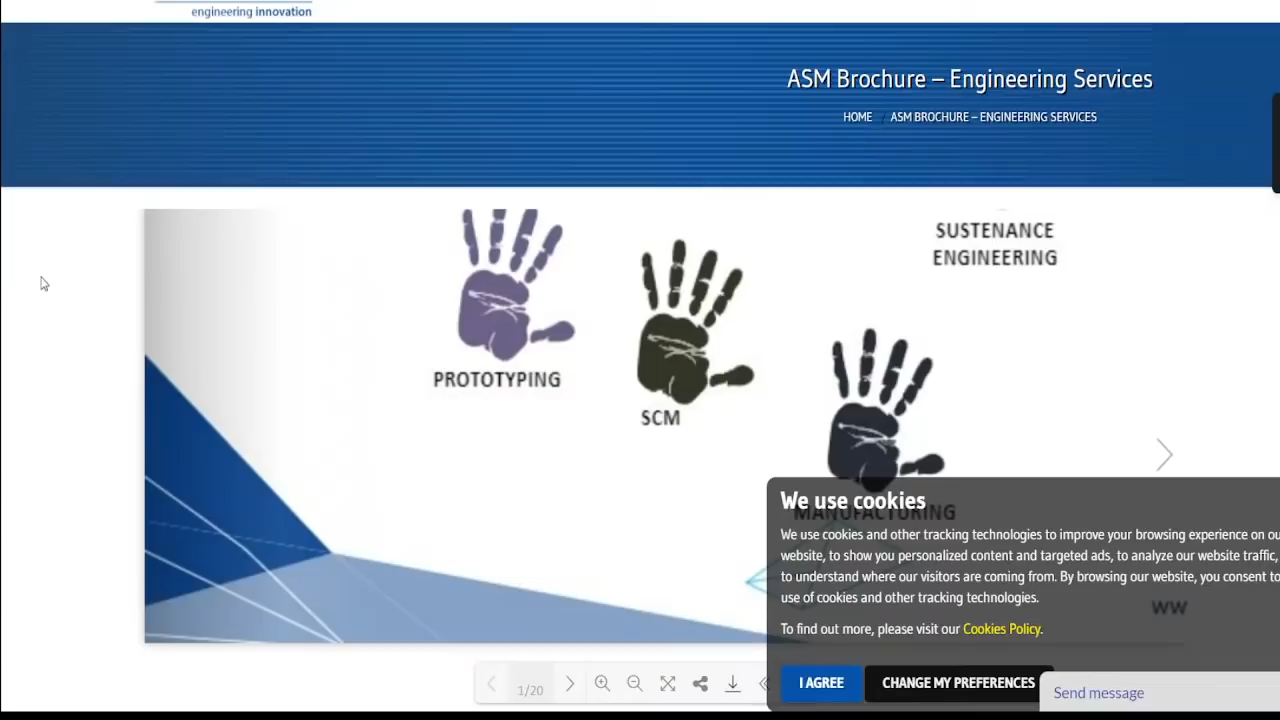 engineering innovation
ASM Brochure – Engineering Services
HOME / ASM BROCHURE – ENGINEERING SERVICES
SUSTENANCE
ENGINEERING
PROTOTYPING
SCM
MANUFACTURING
We use cookies
We use cookies and other tracking technologies to improve your browsing experience on ou
website, to show you personalized content and targeted ads, to analyze our website traffic,
to understand where our visitors are coming from. By browsing our website, you consent to
use of cookies and other tracking technologies.
WW
To find out more, please visit our Cookies Policy.
1/20
I AGREE
CHANGE MY PREFERENCES
Send message